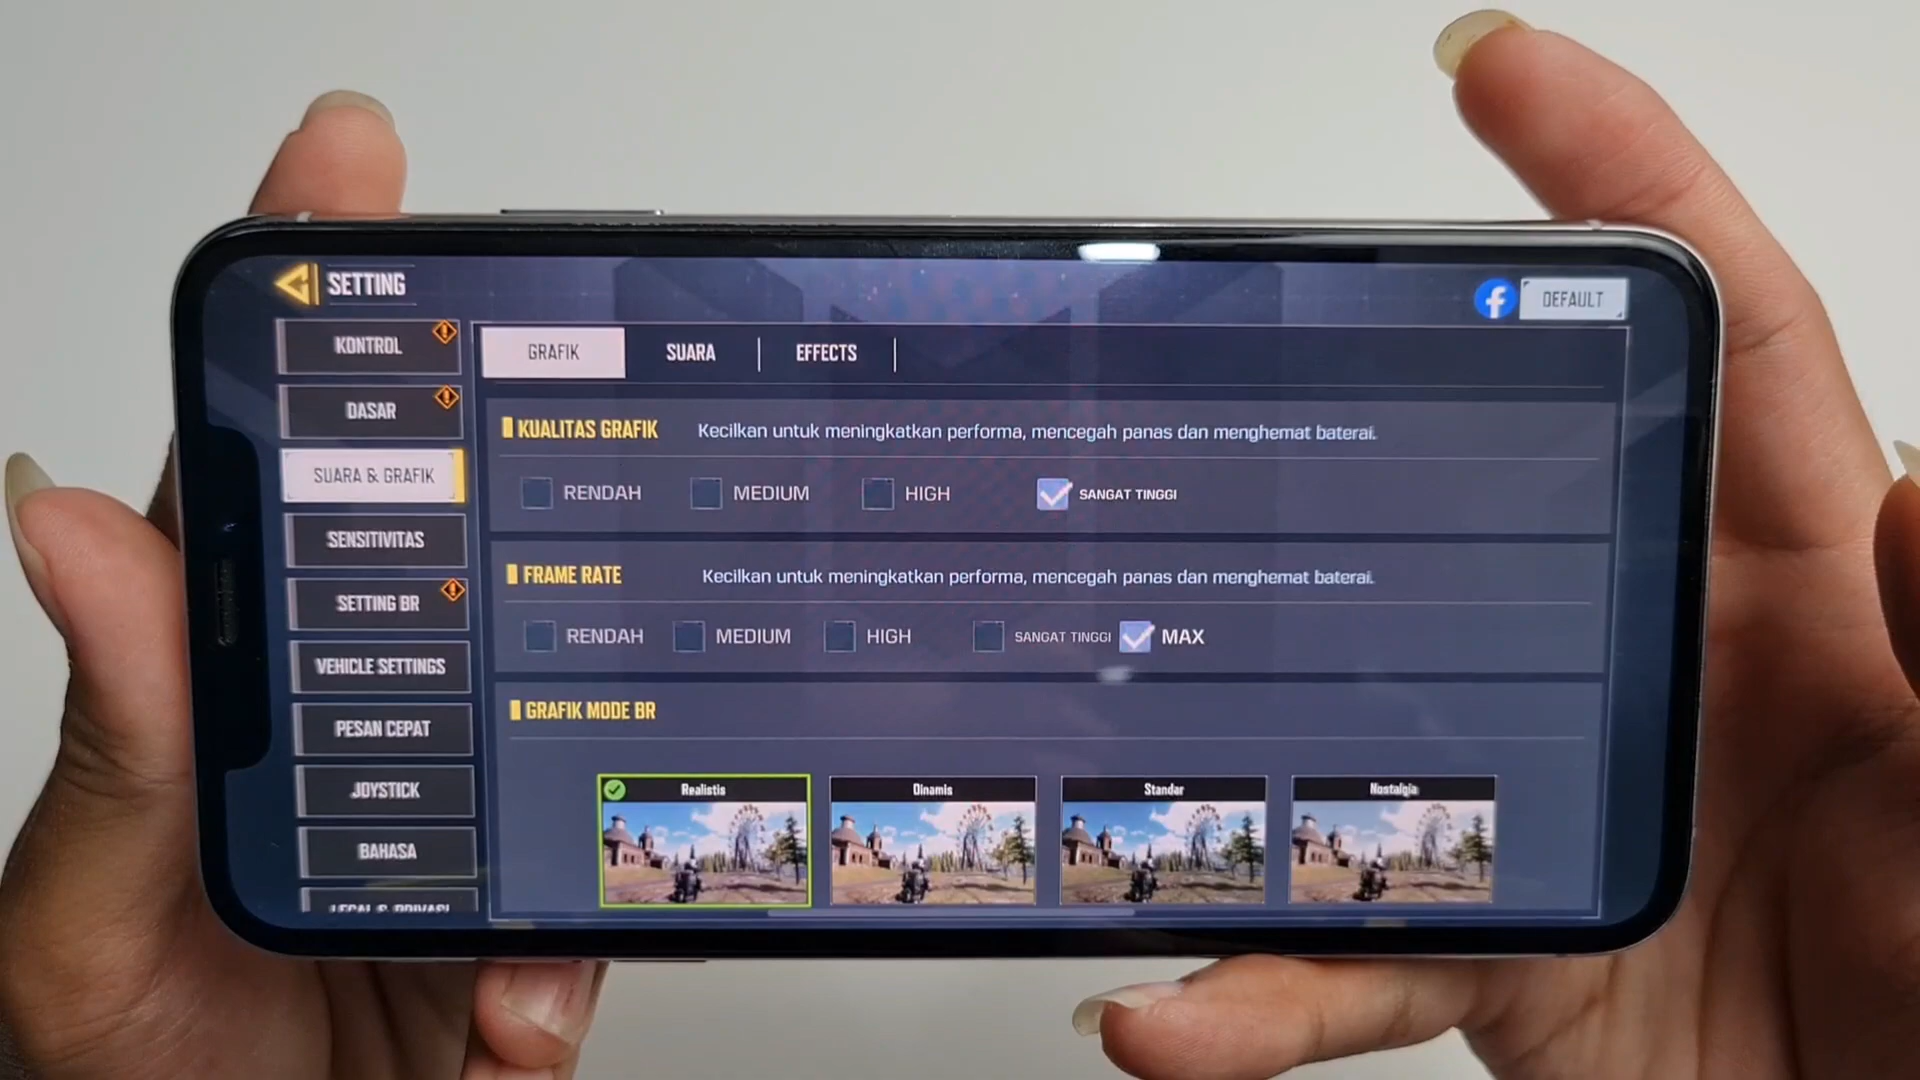 SETTING
DEFAULT
KONTROL
DASAR
SUARA & GRAFIK
SENSITIVITAS
SETTING BR
VEHICLE SETTINGS
PESAN CEPAT
JOYSTICK
BAHASA
LEGAL & PRIVASI
GRAFIK
SUARA
EFFECTS
KUALITAS GRAFIK Kecilkan untuk meningkatkan performa, mencegah panas dan menghemat baterai.
RENDAH MEDIUM HIGH SANGAT TINGGI
FRAME RATE Kecilkan untuk meningkatkan performa, mencegah panas dan menghemat baterai.
RENDAH MEDIUM HIGH SANGAT TINGGI MAX
GRAFIK MODE BR
Realistis Dinamis Standar Nostalgia